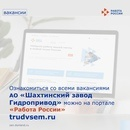 вакансии
РАБОТА
РОССИИ
Ознакомиться со всеми вакансиями
АО «Шахтинский завод
Гидропривод» можно на портале
«Работа России»
trudvsem.ru